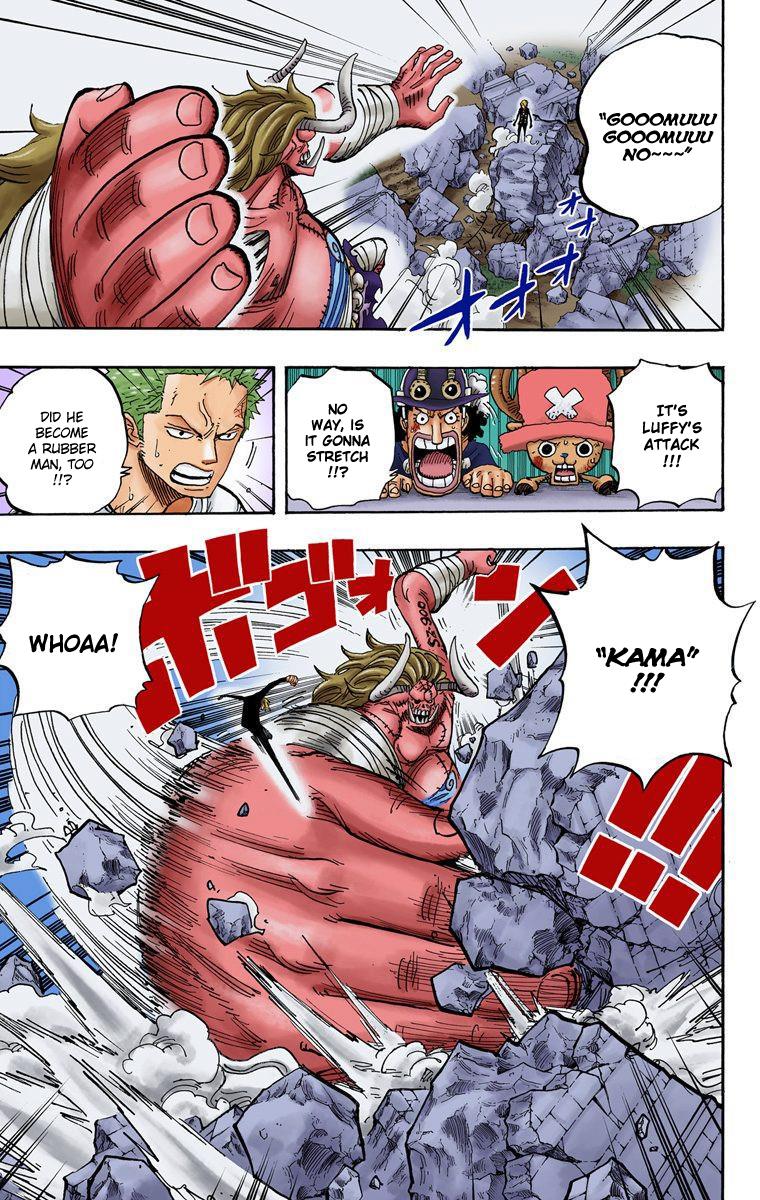 "GOOOMUUU
GOOOMUUU
NO~~~"
オオオオ
IT'S
LUFFY'S
ATTACK
!!!
NO
WAY, IS
IT GONNA
STRETCH
!!?
DID HE
BECOME
A RUBBER
MAN, TOO
!!?
"KAMA"
!!!
ボゴォン
!!!
WHOAA!